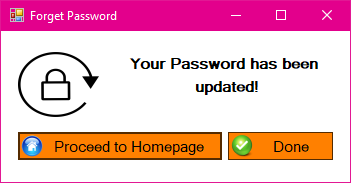 Forget Password
Your Password has been
updated!
Proceed to Homepage
Done